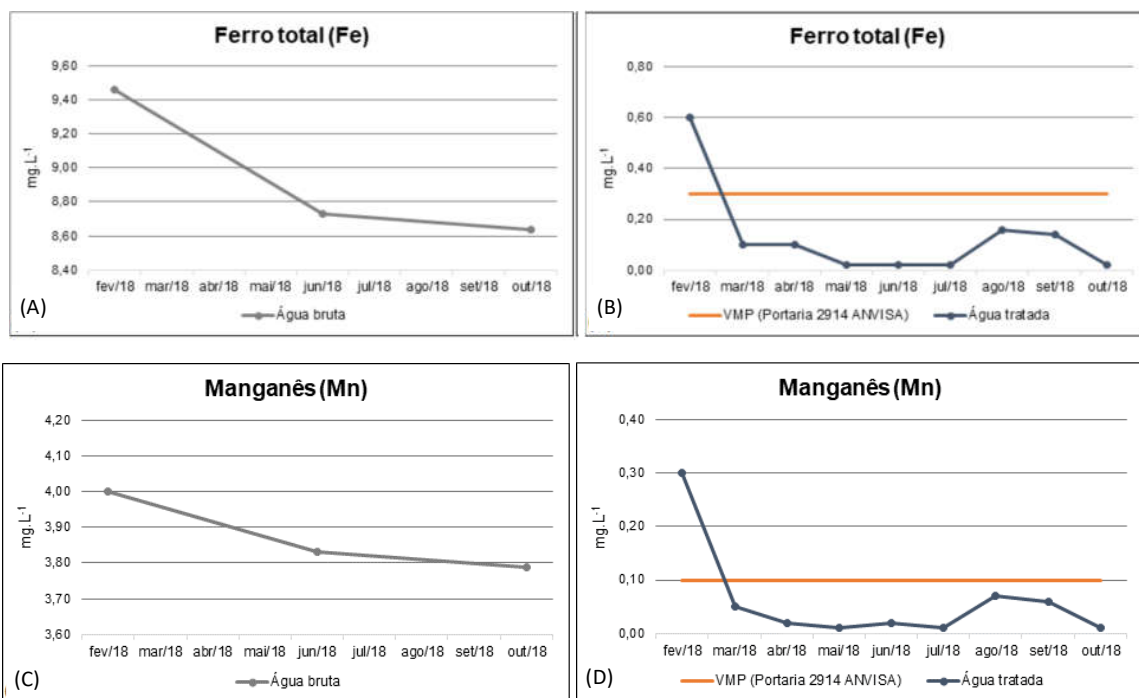 Ferro total (Fe)
9,60
9,40
9,20
9,00
8,80
8,60
8,40
mg.L-1
fev/18 mar/18 abr/18 mai/18 jun/18 jul/18 ago/18 set/18 out/18
Água bruta
(A)
Ferro total (Fe)
0,80
0,60
0,40
0,20
0,00
mg.L-1
fev/18 mar/18 abr/18 mai/18 jun/18 jul/18 ago/18 set/18 out/18
VMP (Portaria 2914 ANVISA) Água tratada
(B)
Manganês (Mn)
4,20
4,10
4,00
3,90
3,80
3,70
3,60
mg.L-1
fev/18 mar/18 abr/18 mai/18 jun/18 jul/18 ago/18 set/18 out/18
Água bruta
(C)
Manganês (Mn)
0,40
0,30
0,20
0,10
0,00
mg.L-1
fev/18 mar/18 abr/18 mai/18 jun/18 jul/18 ago/18 set/18 out/18
VMP (Portaria 2914 ANVISA) Água tratada
(D)